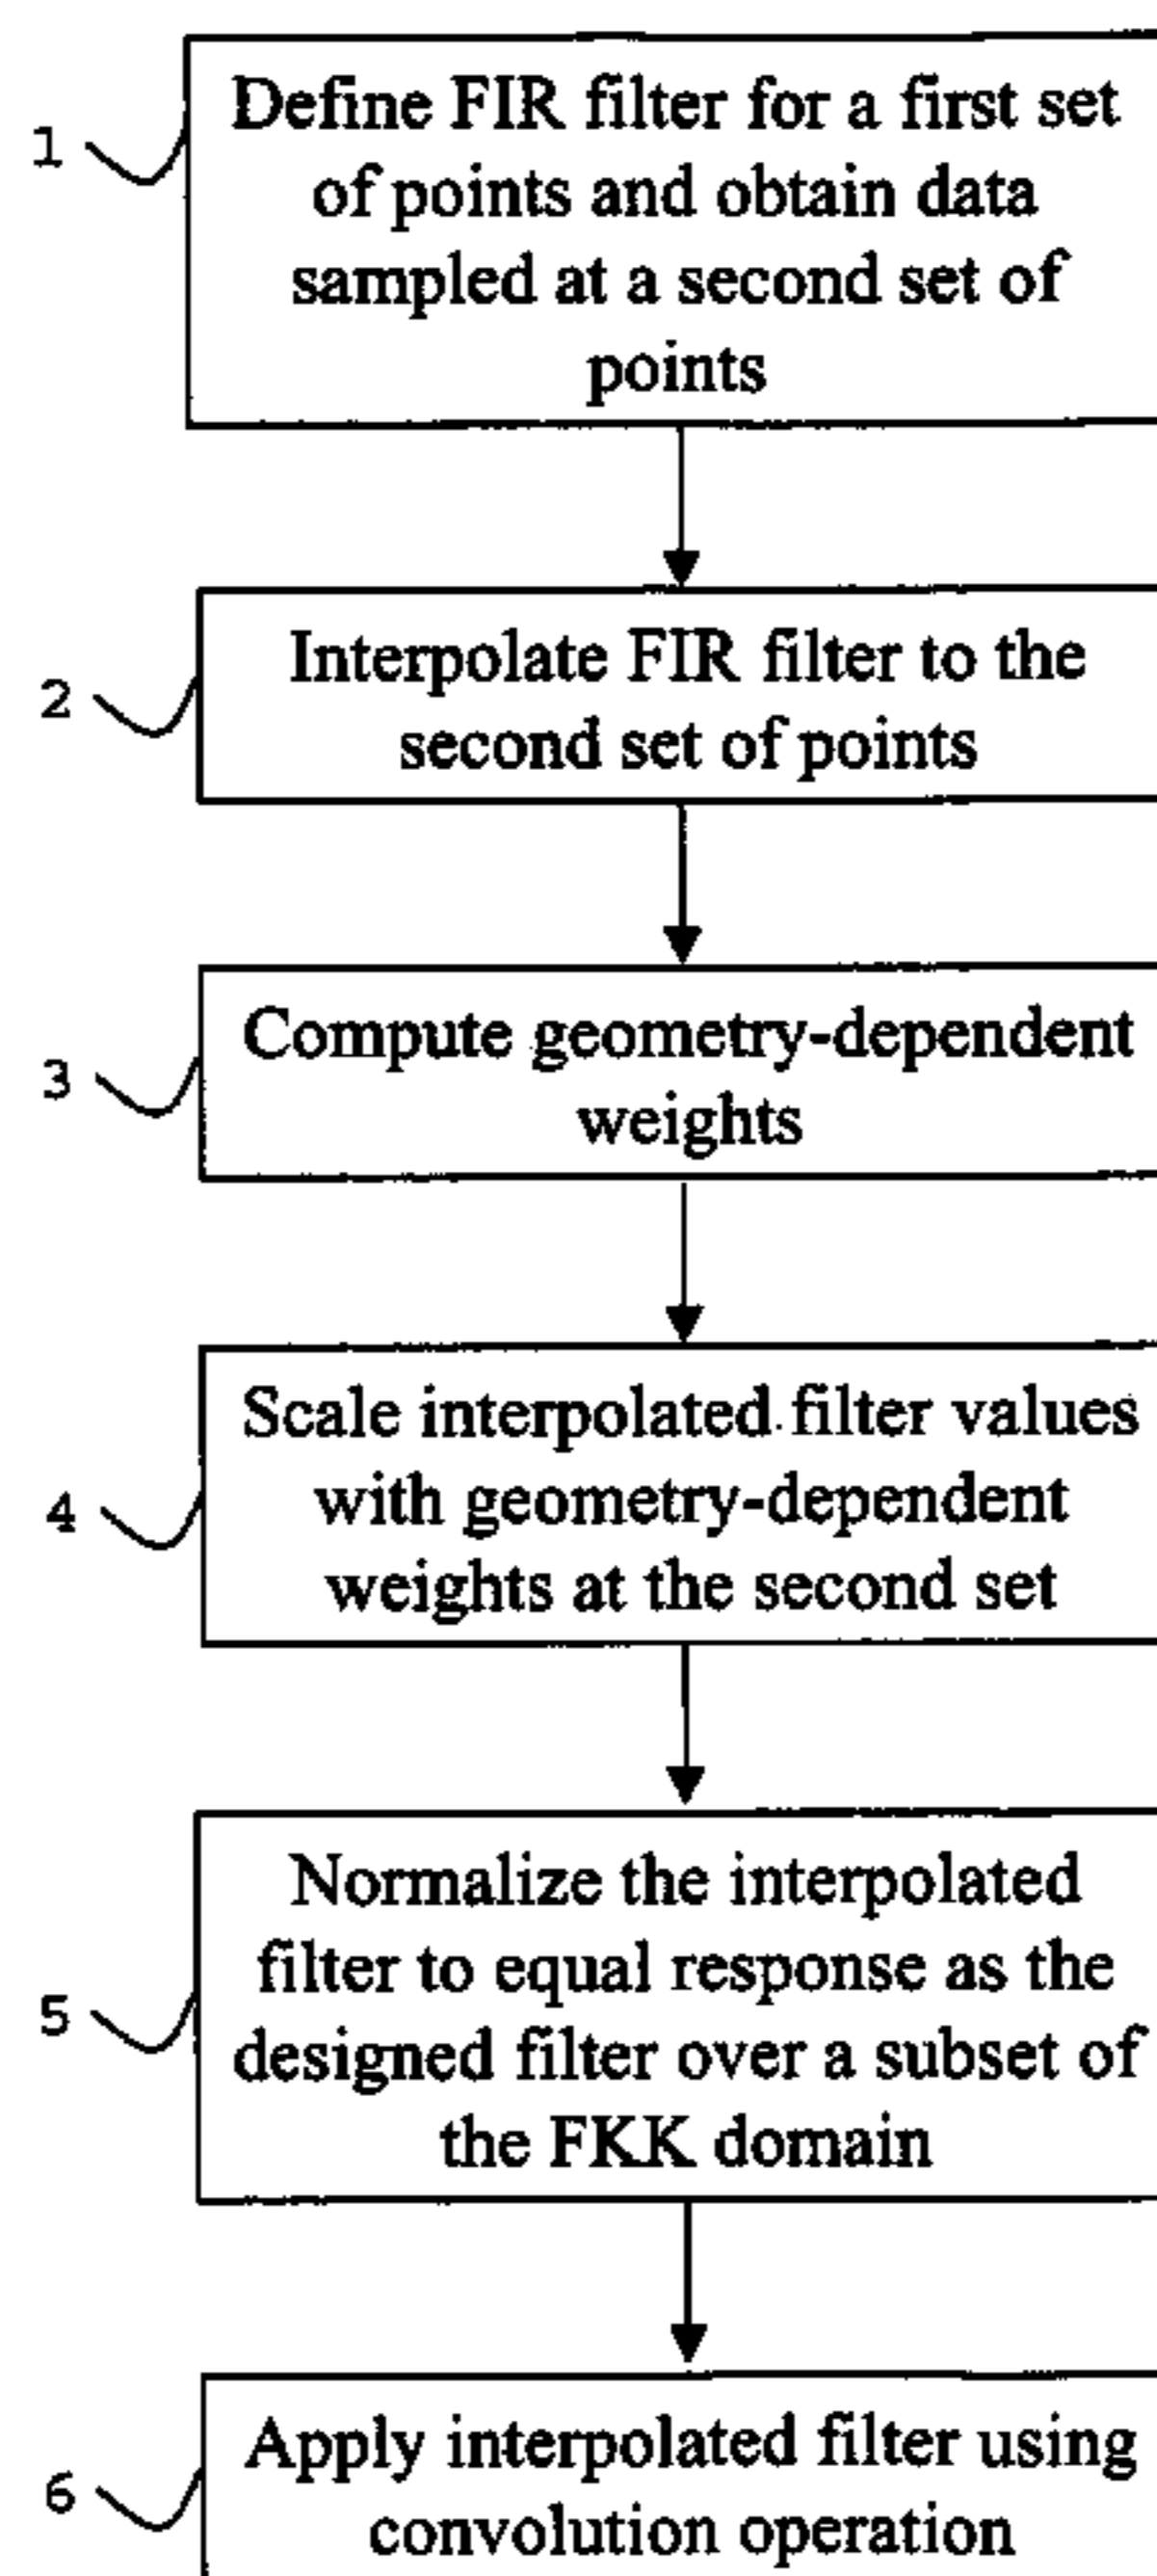 1
Define FIR filter for a first set
of points and obtain data
sampled at a second set of
points
2
Interpolate FIR filter to the
second set of points
3
Compute geometry-dependent
weights
4
Scale interpolated filter values
with geometry-dependent
weights at the second set
5
Normalize the interpolated
filter to equal response as the
designed filter over a subset of
the FKK domain
6
Apply interpolated filter using
convolution operation